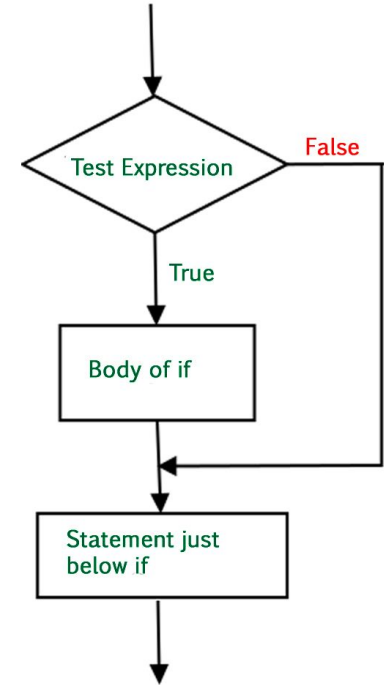 Test Expression
False
True
Body of if
Statement just
below if